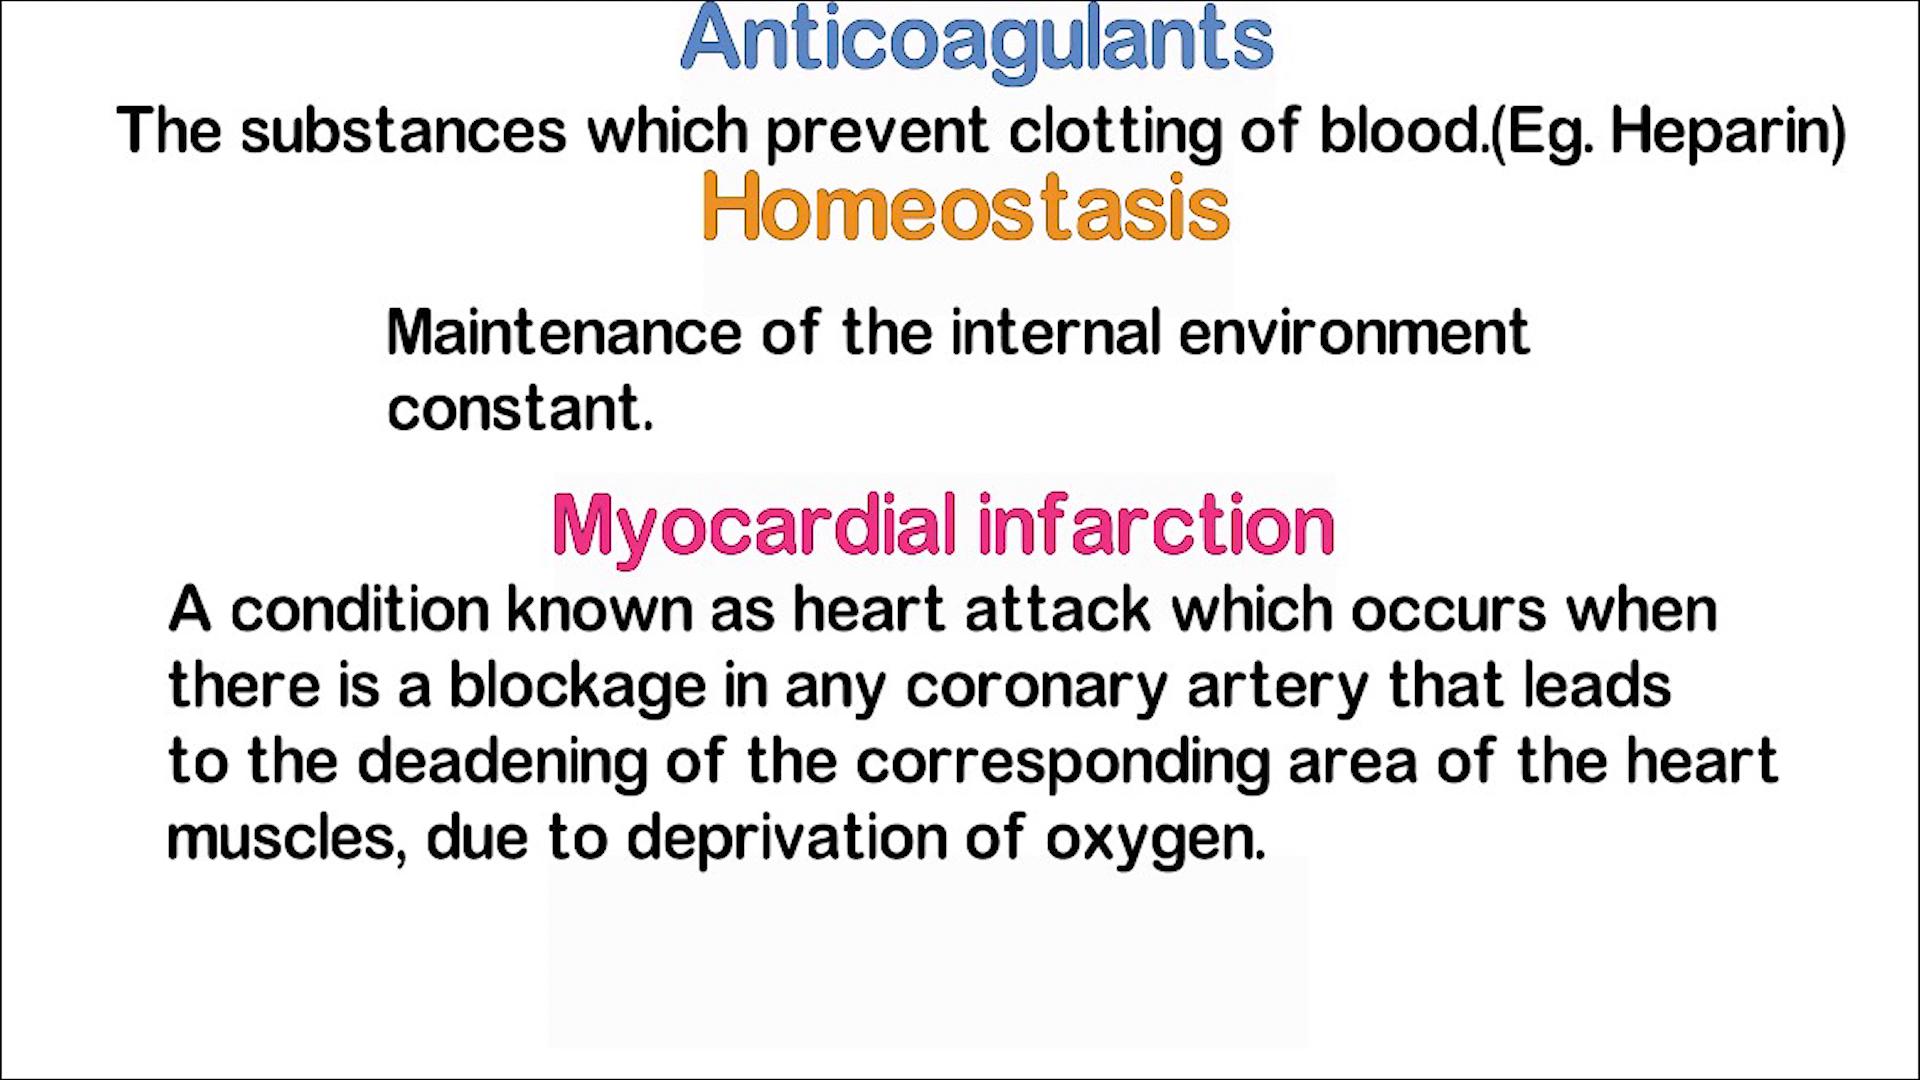 Anticoagulants
The substances which prevent clotting of blood.(Eg. Heparin)
Homeostasis
Maintenance of the internal environment
constant.
Myocardial infarction
A condition known as heart attack which occurs when
there is a blockage in any coronary artery that leads
to the deadening of the corresponding area of the heart
muscles, due to deprivation of oxygen.